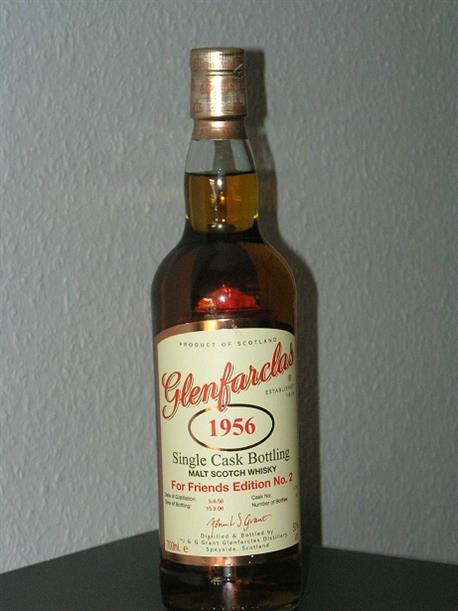 PRODUCT OF SCOTLAND
Glenfarclas
ESTABLISHED
1956
Single Cask Bottling
MALT SCOTCH WHISKY
For Friends Edition No. 2
Date of Distillation: 5.6.56 Cask No.
Date of Bottling: 15.9.06 Number of Bottles:
John L S Grant
Distilled & Bottled by
J & G Grant Glenfarclas Distillery,
Speyside, Scotland
700mL e